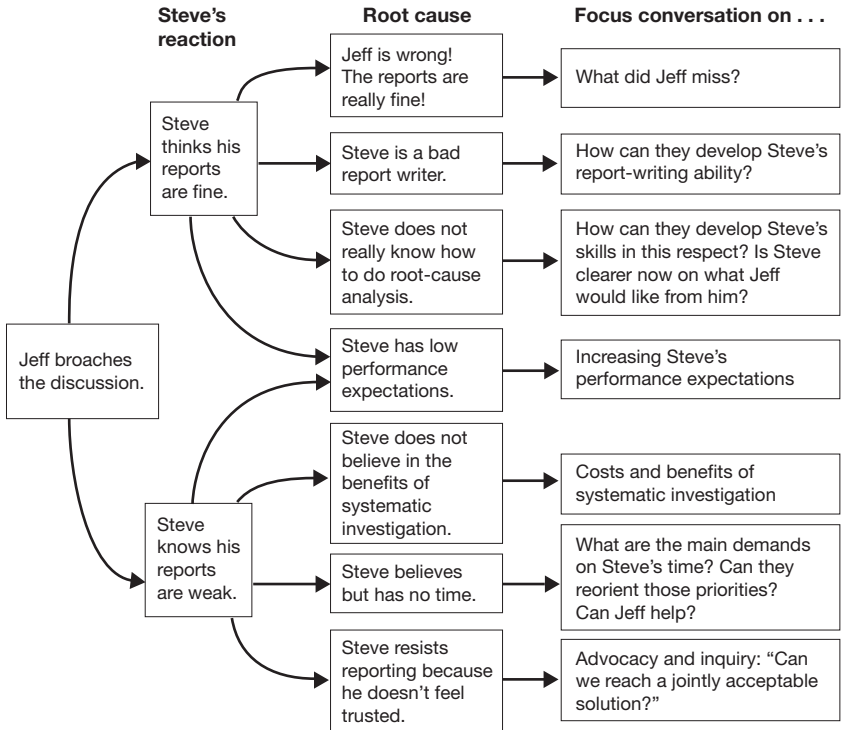 Steve's
reaction
Root cause
Focus conversation on . . .
Jeff broaches
the discussion.
Steve
thinks his
reports
are fine.
Jeff is wrong!
The reports are
really fine!
What did Jeff miss?
Steve is a bad
report writer.
How can they develop Steve's
report-writing ability?
Steve does not
really know how
to do root-cause
analysis.
How can they develop Steve's
skills in this respect? Is Steve
clearer now on what Jeff
would like from him?
Steve has low
performance
expectations.
Increasing Steve's
performance expectations
Steve
knows his
reports
are weak.
Steve does not
believe in the
benefits of
systematic
investigation.
Costs and benefits of
systematic investigation
Steve believes
but has no time.
What are the main demands
on Steve's time? Can they
reorient those priorities?
Can Jeff help?
Steve resists
reporting because
he doesn't feel
trusted.
Advocacy and inquiry: “Can
we reach a jointly acceptable
solution?”